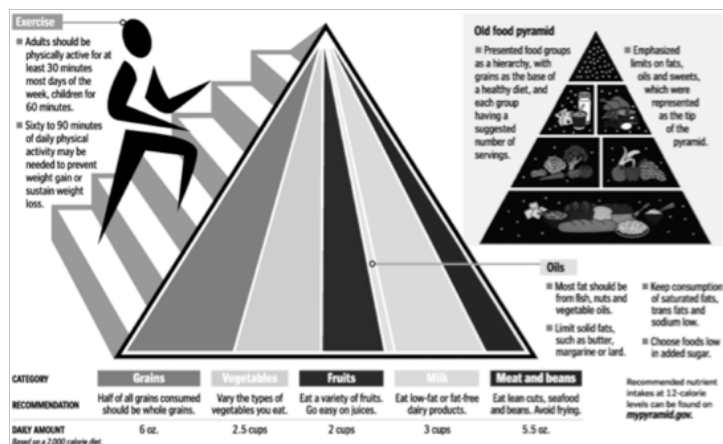 Exercise
■ Adults should be
physically active for at
least 30 minutes
most days of the
week, children for
60 minutes.
■ Sixty to 90 minutes
of daily physical
activity may be
needed to prevent
weight gain or
sustain weight
loss.
Old food pyramid
■ Presented food groups
as a hierarchy, with
grains as the base of
a healthy diet, and
each group
having a
suggested
number of
servings.
■ Emphasized
limits on fats,
oils and sweets,
which were
represented
as the tip
of the
pyramid.
Oils
■ Most fat should be
from fish, nuts and
vegetable oils.
■ Limit solid fats,
such as butter,
margarine or lard.
■ Keep consumption
of saturated fats,
trans fats and
sodium low.
■ Choose foods low
in added sugar.
CATEGORY Grains Vegetables Fruits Milk Meat and beans
RECOMMENDATION
Half of all grains consumed
should be whole grains.
Vary the types of
vegetables you eat.
Eat a variety of fruits.
Go easy on juices.
Eat low-fat or fat-free
dairy products.
Eat lean cuts, seafood
and beans. Avoid frying.
DAILY AMOUNT 6 oz. 2.5 cups 2 cups 3 cups 5.5 oz.
Based on a 2,000 calorie diet.
Recommended nutrient
intakes at 12-calorie
levels can be found on
mypyramid.gov.